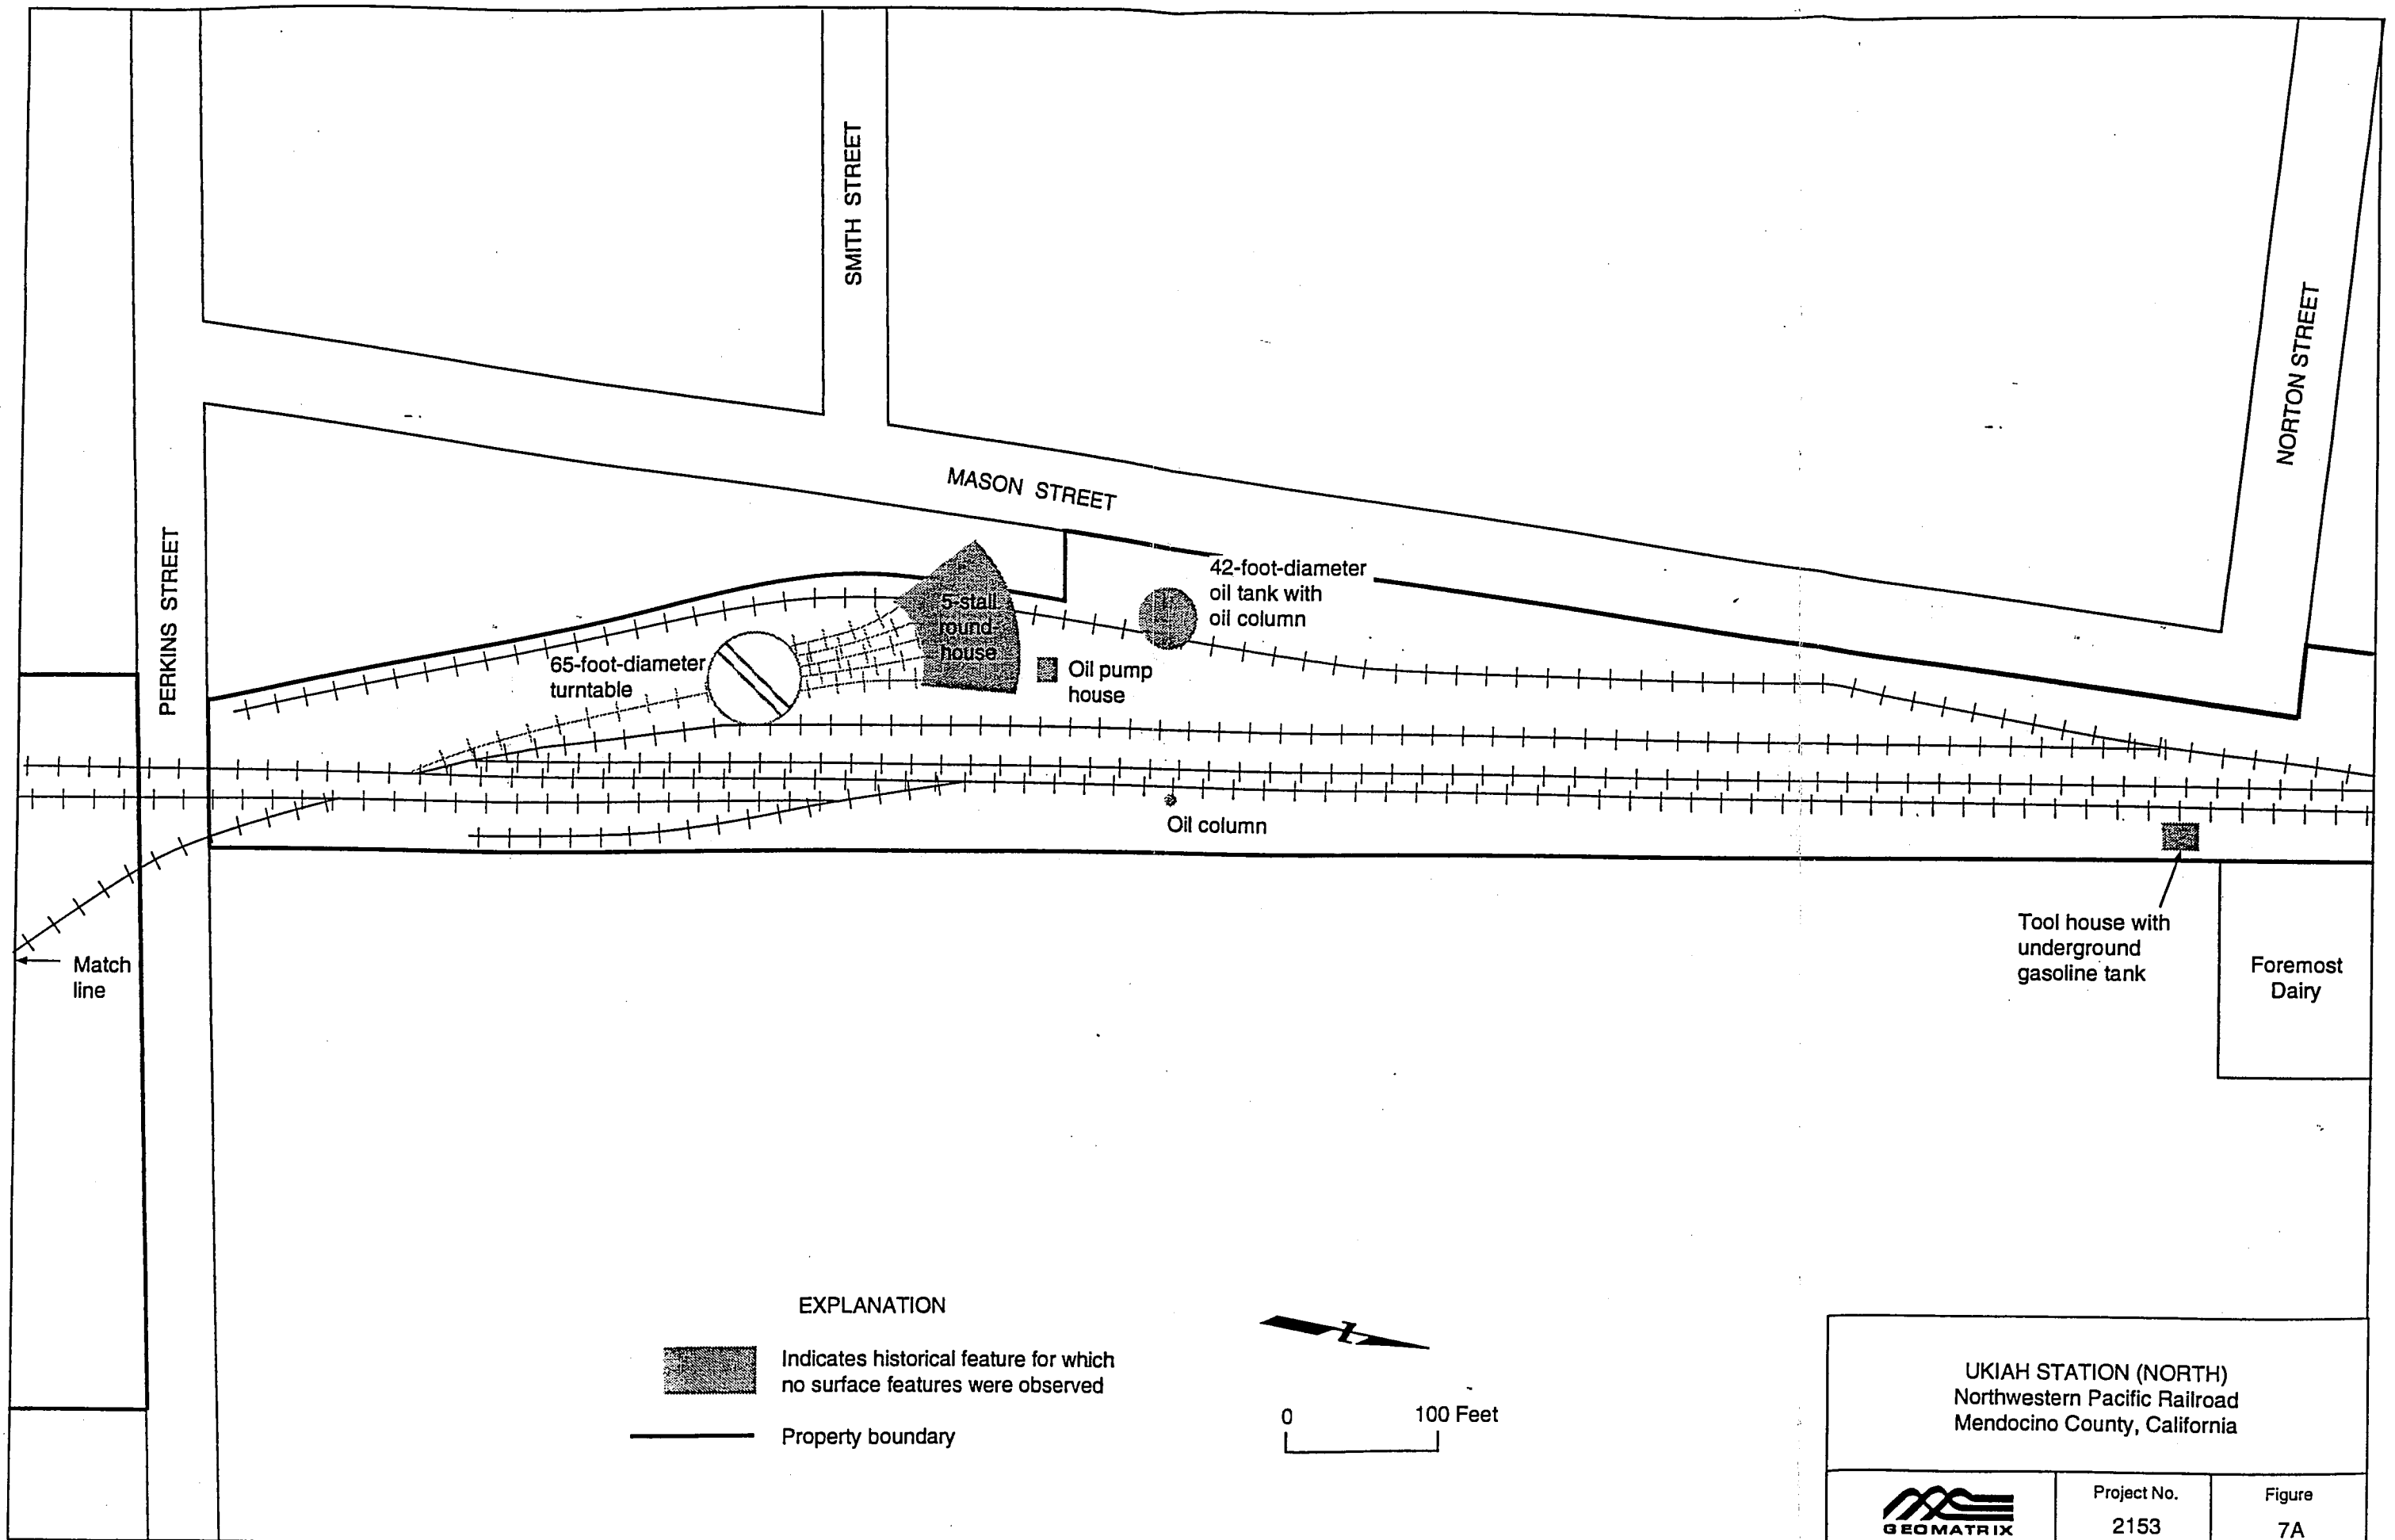 SMITH STREET
NORTON STREET
MASON STREET
PERKINS STREET
42-foot-diameter
oil tank with
oil column
5-stall
round-
house
65-foot-diameter
turntable
Oil pump
house
Oil column
Match
line
Tool house with
underground
gasoline tank
Foremost
Dairy
EXPLANATION
Indicates historical feature for which
no surface features were observed
Property boundary
Z
0 100 Feet
UKIAH STATION (NORTH)
Northwestern Pacific Railroad
Mendocino County, California
GEOMATRIX
Project No.
2153
Figure
7A